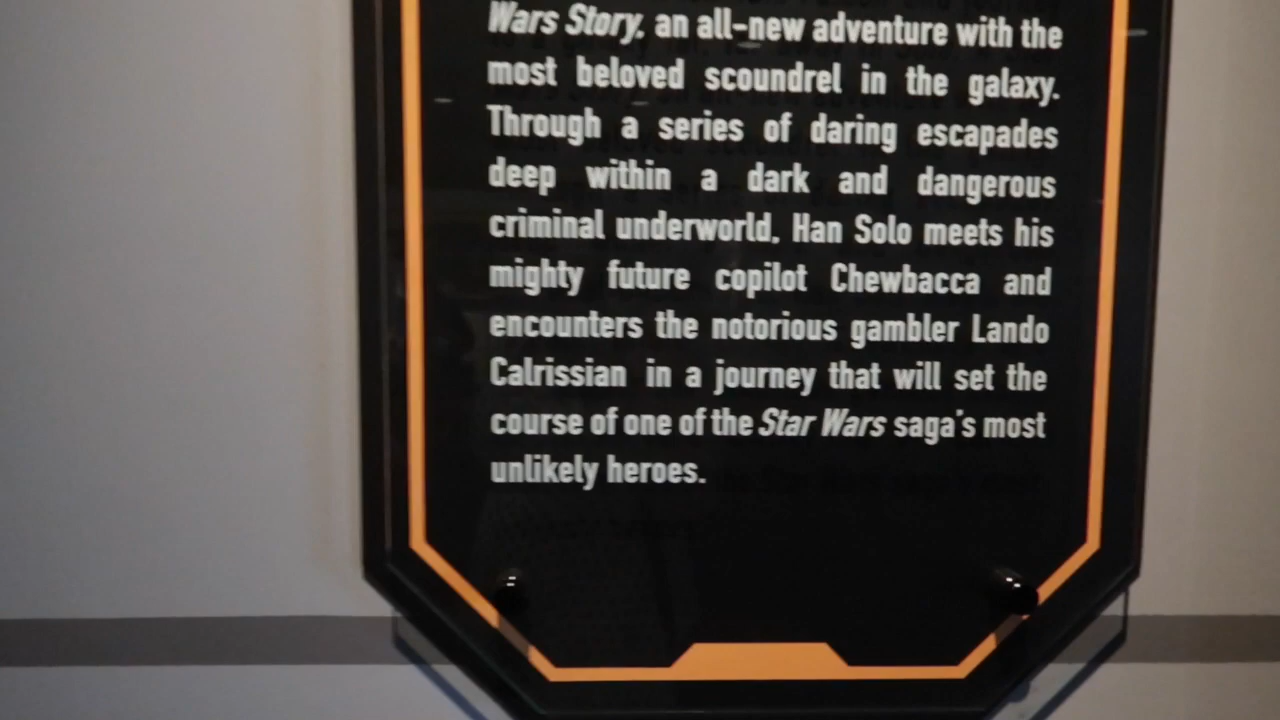 Wars Story, an all-new adventure with the
most beloved scoundrel in the galaxy.
Through a series of daring escapades
deep within a dark and dangerous
criminal underworld, Han Solo meets his
mighty future copilot Chewbacca and
encounters the notorious gambler Lando
Calrissian in a journey that will set the
course of one of the Star Wars saga's most
unlikely heroes.